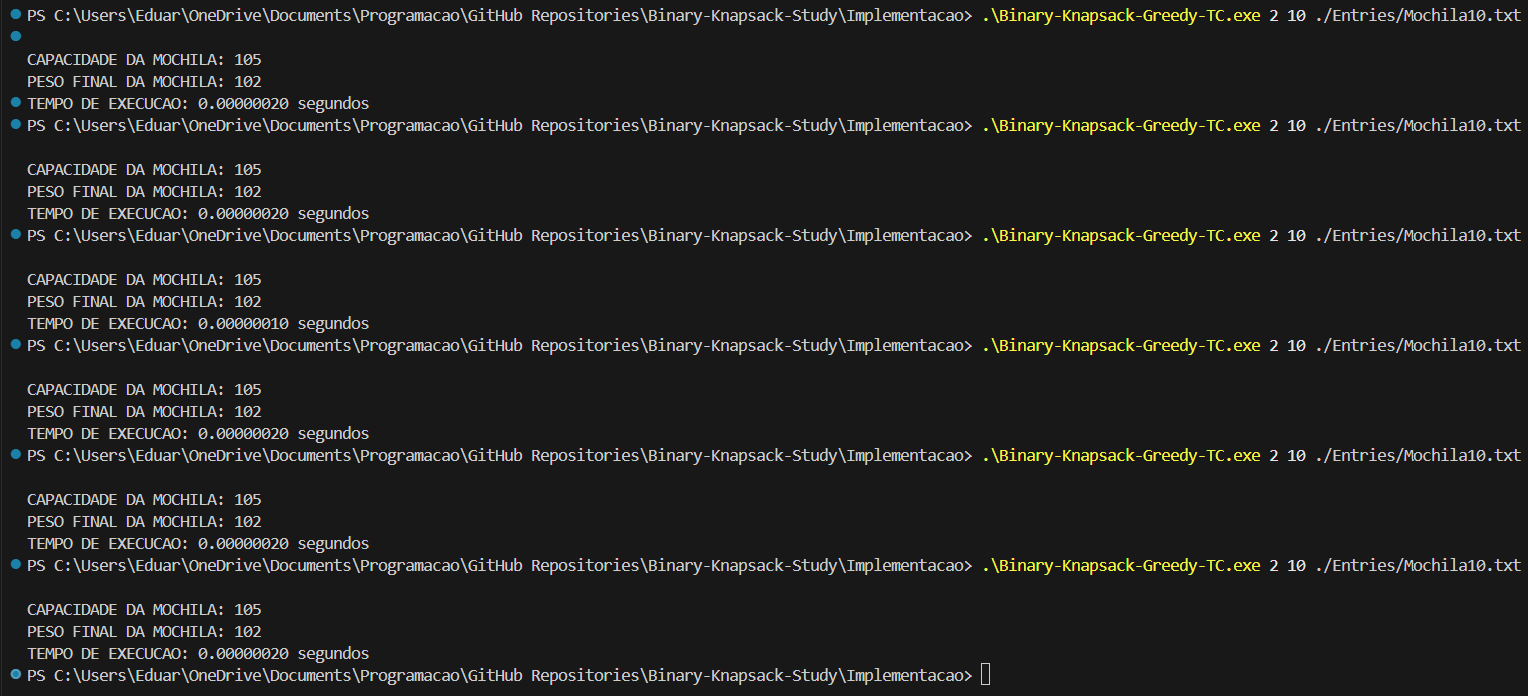 PS C:\Users\Eduar\OneDrive\Documents\Programacao\GitHub Repositories\Binary-Knapsack-Study\Implementacao> .\Binary-Knapsack-Greedy-TC.exe 2 10 ./Entries/Mochila10.txt
CAPACIDADE DA MOCHILA: 105
PESO FINAL DA MOCHILA: 102
TEMPO DE EXECUCAO: 0.00000020 segundos
PS C:\Users\Eduar\OneDrive\Documents\Programacao\GitHub Repositories\Binary-Knapsack-Study\Implementacao> .\Binary-Knapsack-Greedy-TC.exe 2 10 ./Entries/Mochila10.txt
CAPACIDADE DA MOCHILA: 105
PESO FINAL DA MOCHILA: 102
TEMPO DE EXECUCAO: 0.00000020 segundos
PS C:\Users\Eduar\OneDrive\Documents\Programacao\GitHub Repositories\Binary-Knapsack-Study\Implementacao> .\Binary-Knapsack-Greedy-TC.exe 2 10 ./Entries/Mochila10.txt
CAPACIDADE DA MOCHILA: 105
PESO FINAL DA MOCHILA: 102
TEMPO DE EXECUCAO: 0.00000010 segundos
PS C:\Users\Eduar\OneDrive\Documents\Programacao\GitHub Repositories\Binary-Knapsack-Study\Implementacao> .\Binary-Knapsack-Greedy-TC.exe 2 10 ./Entries/Mochila10.txt
CAPACIDADE DA MOCHILA: 105
PESO FINAL DA MOCHILA: 102
TEMPO DE EXECUCAO: 0.00000020 segundos
PS C:\Users\Eduar\OneDrive\Documents\Programacao\GitHub Repositories\Binary-Knapsack-Study\Implementacao> .\Binary-Knapsack-Greedy-TC.exe 2 10 ./Entries/Mochila10.txt
CAPACIDADE DA MOCHILA: 105
PESO FINAL DA MOCHILA: 102
TEMPO DE EXECUCAO: 0.00000020 segundos
PS C:\Users\Eduar\OneDrive\Documents\Programacao\GitHub Repositories\Binary-Knapsack-Study\Implementacao> .\Binary-Knapsack-Greedy-TC.exe 2 10 ./Entries/Mochila10.txt
CAPACIDADE DA MOCHILA: 105
PESO FINAL DA MOCHILA: 102
TEMPO DE EXECUCAO: 0.00000020 segundos
PS C:\Users\Eduar\OneDrive\Documents\Programacao\GitHub Repositories\Binary-Knapsack-Study\Implementacao>